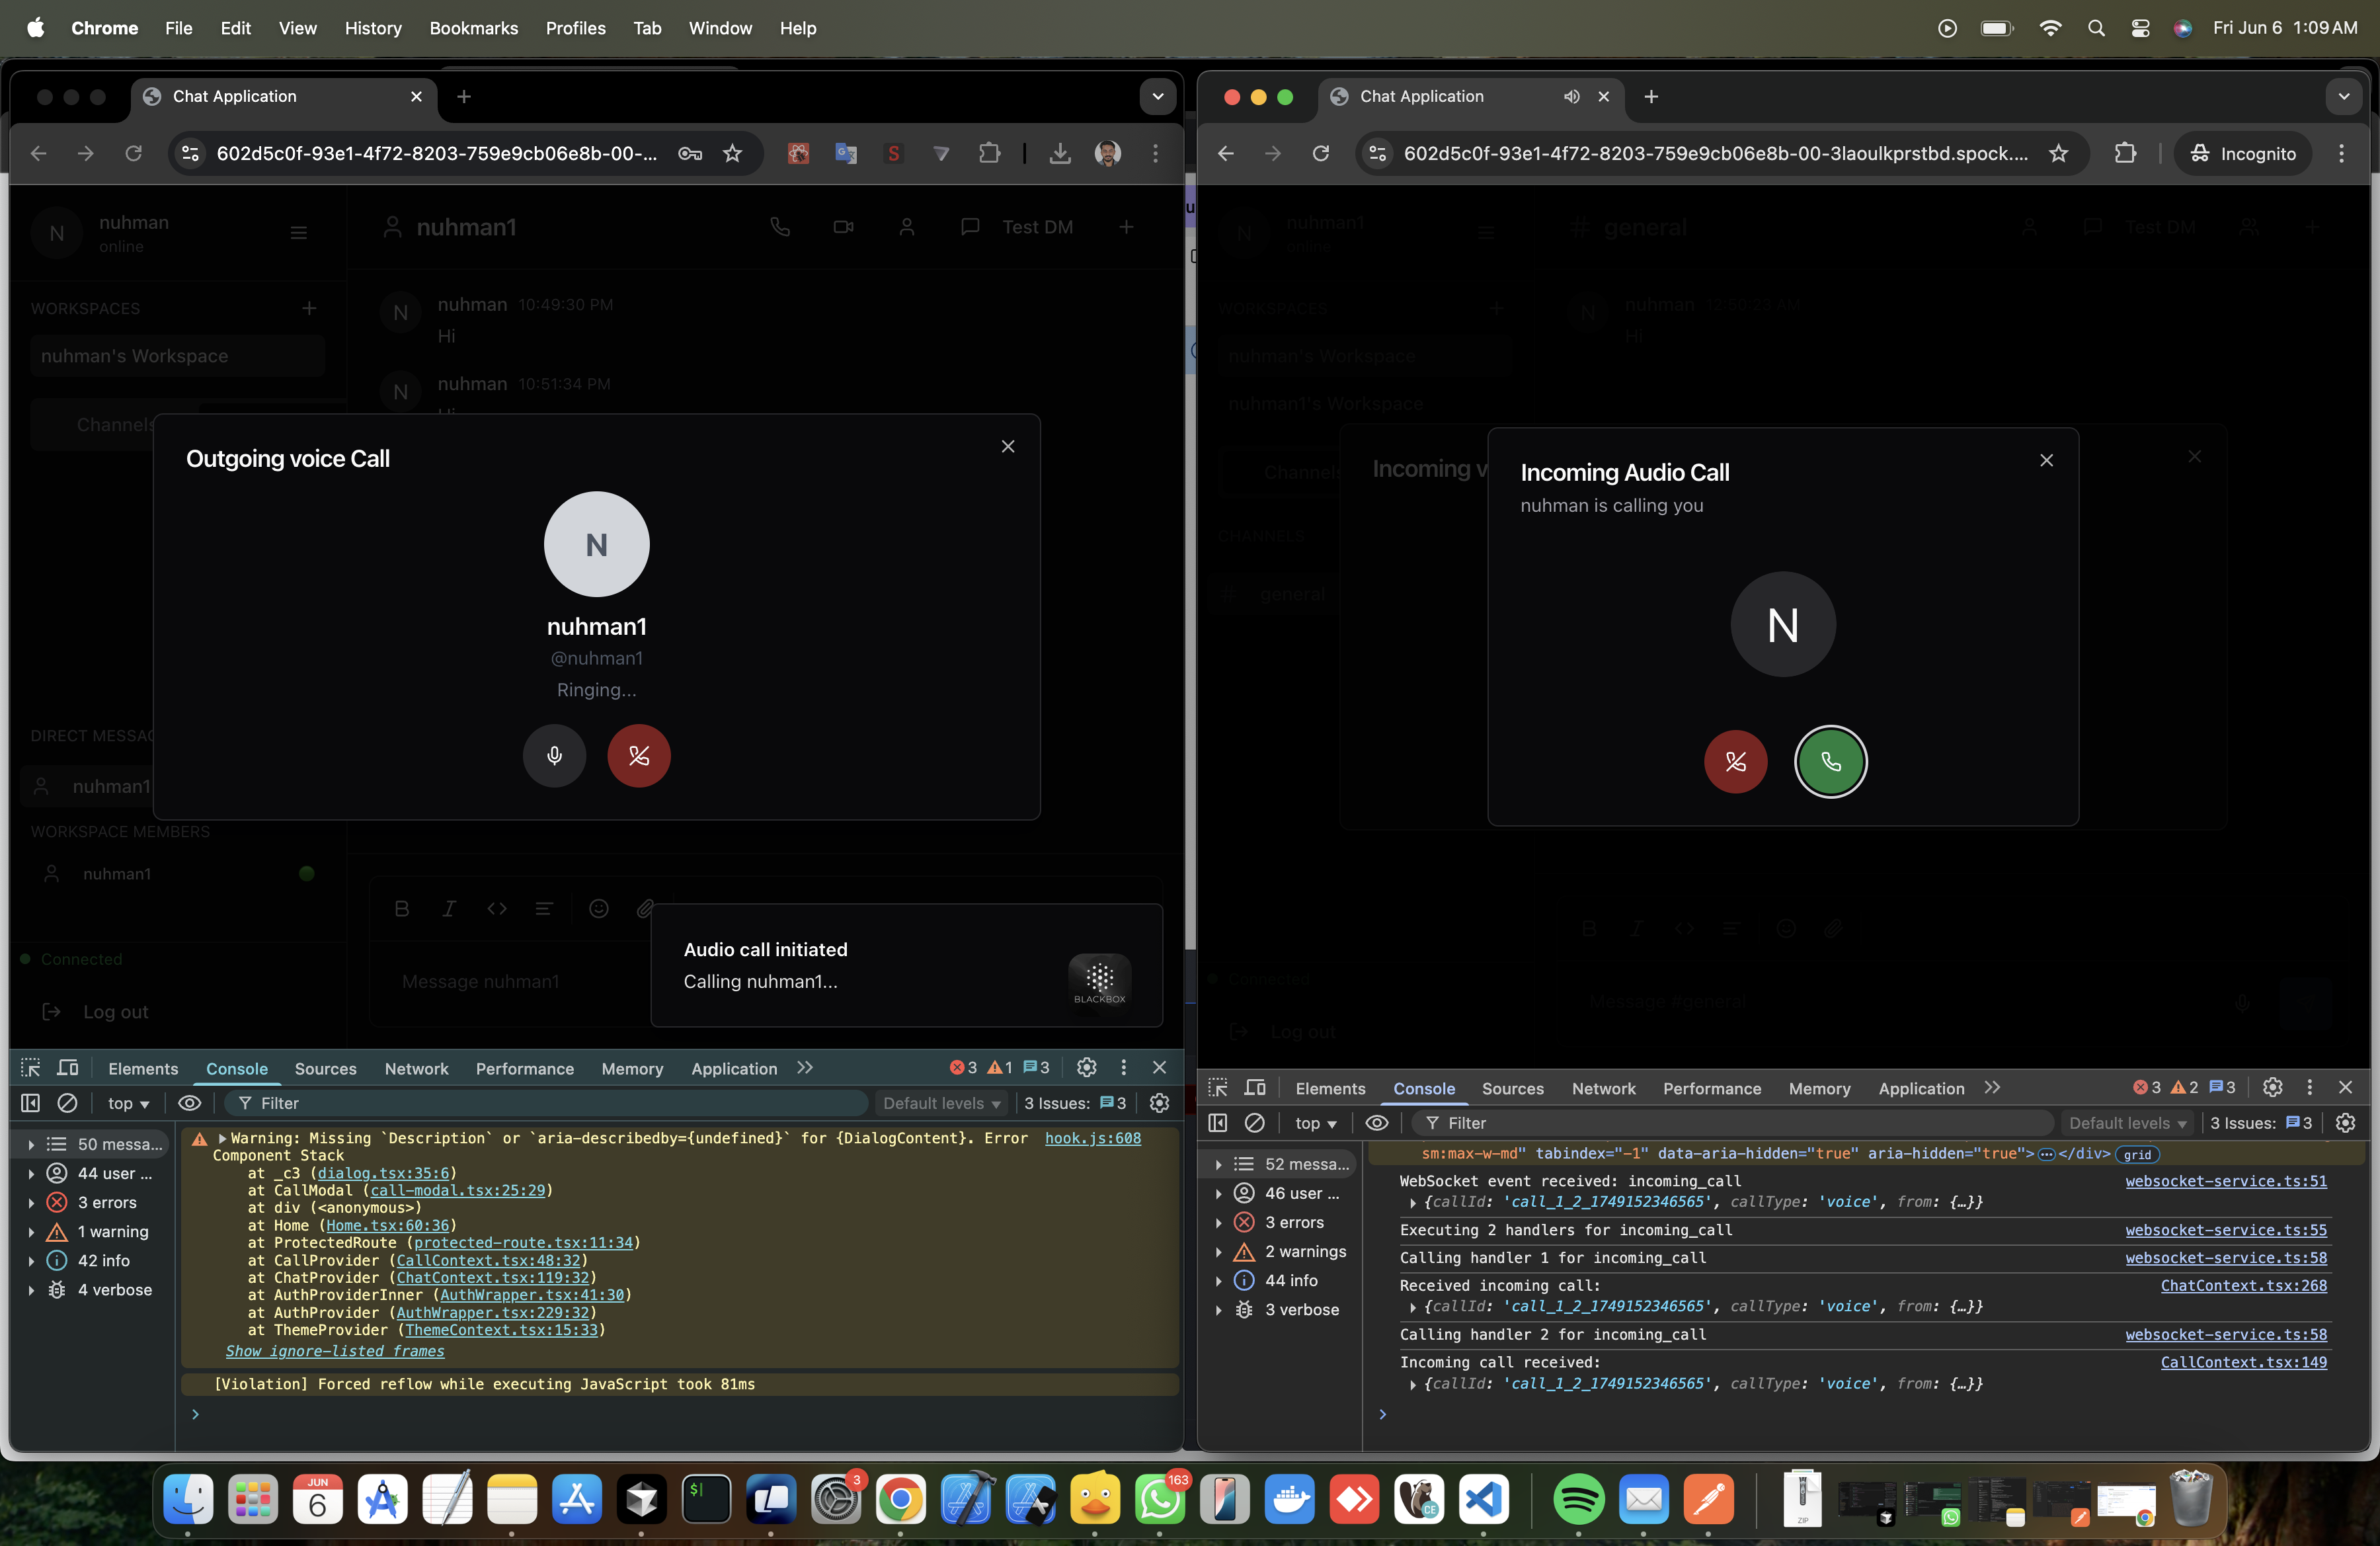 Chrome File Edit View History Bookmarks Profiles Tab Window Help
Fri Jun 6 1:09 AM
Chat Application
602d5c0f-93e1-4f72-8203-759e9cb06e8b-00-...
N
nuhman
online
WORKSPACES
nuhman's Workspace
Channels
DIRECT MESSAG
nuhman1
WORKSPACE MEMBERS
nuhman1
Connected
Log out
nuhman1
Test DM
N
nuhman 10:49:30 PM
Hi
N
nuhman 10:51:34 PM
Outgoing voice Call
N
nuhman1
@nuhman1
Ringing...
Message nuhman1
Audio call initiated
Calling nuhman1...
BLACKBOX
Elements Console Sources Network Performance Memory Application
3 1 3
top Filter Default levels 3 Issues: 3
50 messa...
44 user ...
3 errors
1 warning
42 info
4 verbose
Warning: Missing `Description` or `aria-describedby={undefined}` for {DialogContent}. Error hook.js:608
Component Stack
at _c3 (dialog.tsx:35:6)
at CallModal (call-modal.tsx:25:29)
at div (<anonymous>)
at Home (Home.tsx:60:36)
at ProtectedRoute (protected-route.tsx:11:34)
at CallProvider (CallContext.tsx:48:32)
at ChatProvider (ChatContext.tsx:119:32)
at AuthProviderInner (AuthWrapper.tsx:41:30)
at AuthProvider (AuthWrapper.tsx:229:32)
at ThemeProvider (ThemeContext.tsx:15:33)
Show ignore-listed frames
[Violation] Forced reflow while executing JavaScript took 81ms
Chat Application
602d5c0f-93e1-4f72-8203-759e9cb06e8b-00-3laoulkprstbd.spock....
Incognito
N
nuhman1
online
WORKSPACES
nuhman's Workspace
nuhman1's Workspace
Channels
CHANNELS
# general
Connected
Log out
# general
Test DM
N
nuhman 12:50:23 AM
Hi
Incoming v
Incoming Audio Call
nuhman is calling you
N
Message #general
Elements Console Sources Network Performance Memory Application
3 2 3
top Filter Default levels 3 Issues: 3
52 messa...
46 user ...
3 errors
2 warnings
44 info
3 verbose
sm:max-w-md" tabindex="-1" data-aria-hidden="true" aria-hidden="true">…</div> grid
WebSocket event received: incoming_call websocket-service.ts:51
{callId: 'call_1_2_1749152346565', callType: 'voice', from: {…}}
Executing 2 handlers for incoming_call websocket-service.ts:55
Calling handler 1 for incoming_call websocket-service.ts:58
Received incoming call: ChatContext.tsx:268
{callId: 'call_1_2_1749152346565', callType: 'voice', from: {…}}
Calling handler 2 for incoming_call websocket-service.ts:58
Incoming call received: CallContext.tsx:149
{callId: 'call_1_2_1749152346565', callType: 'voice', from: {…}}
JUN
6
3
163
CE
ZIP